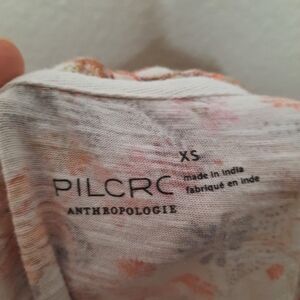 XS
made in india
fabriqué en inde
PILCRO
ANTHROPOLOGIE